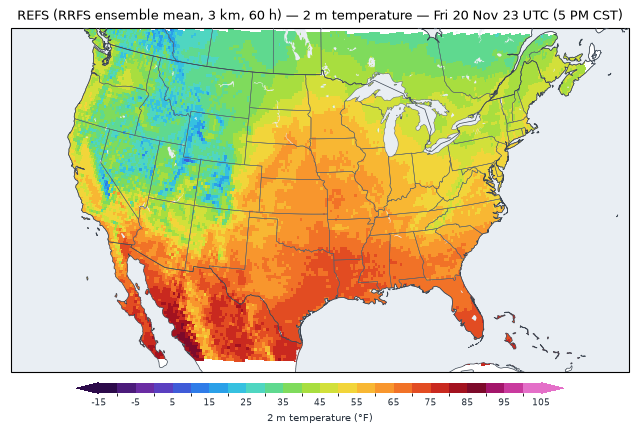 REFS (RRFS ensemble mean, 3 km, 60 h) — 2 m temperature — Fri 20 Nov 23 UTC (5 PM CST)
-15 -5 5 15 25 35 45 55 65 75 85 95 105
2 m temperature (°F)